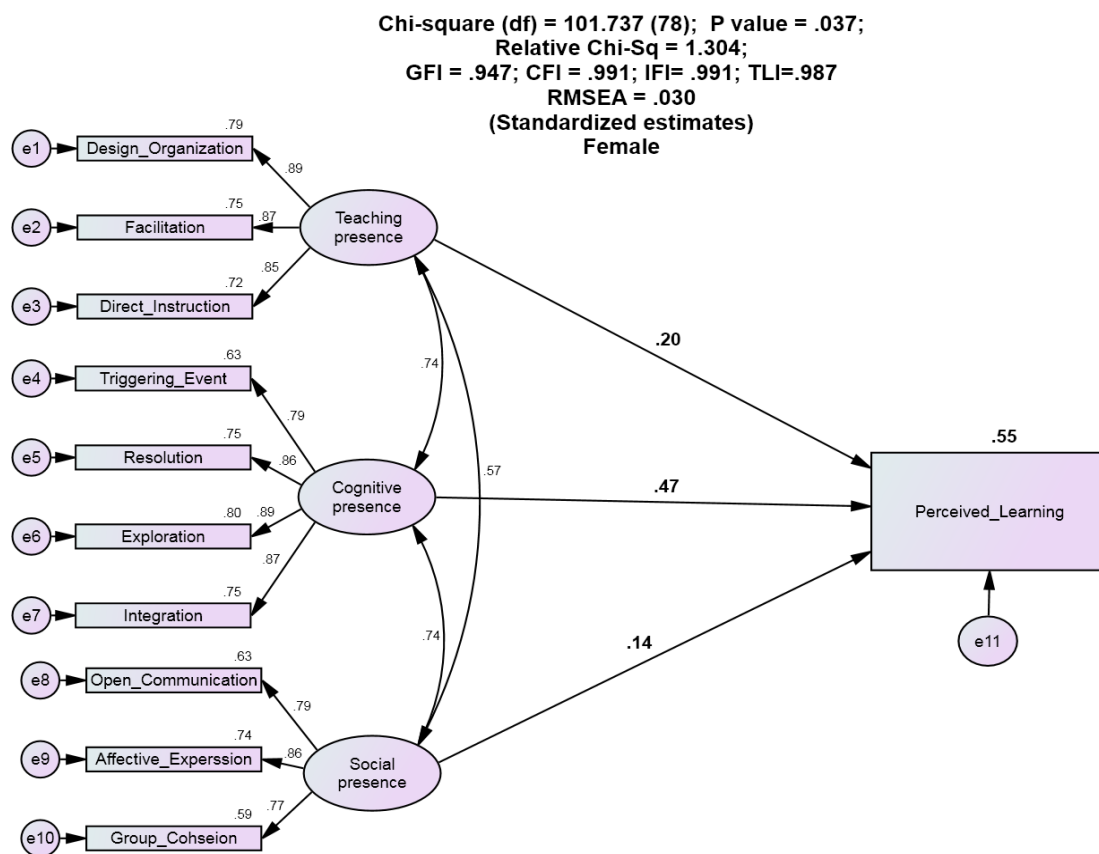 Chi-square (df) = 101.737 (78);  P value = .037;
Relative Chi-Sq = 1.304;
GFI = .947; CFI = .991; IFI= .991; TLI=.987
RMSEA = .030
(Standardized estimates)
Female
.79
e1
Design_Organization
.89
.75
e2
Facilitation
.87
Teaching
presence
.85
.72
e3
Direct_Instruction
.20
.63
e4
Triggering_Event
.74
.79
.75
e5
Resolution
.86
.57
.55
Cognitive
presence
.47
Perceived_Learning
.80
e6
Exploration
.89
.87
.75
e7
Integration
.74
.14
e11
.63
e8
Open_Communication
.79
.74
e9
Affective_Experssion
.86
Social
presence
.77
.59
e10
Group_Cohseion